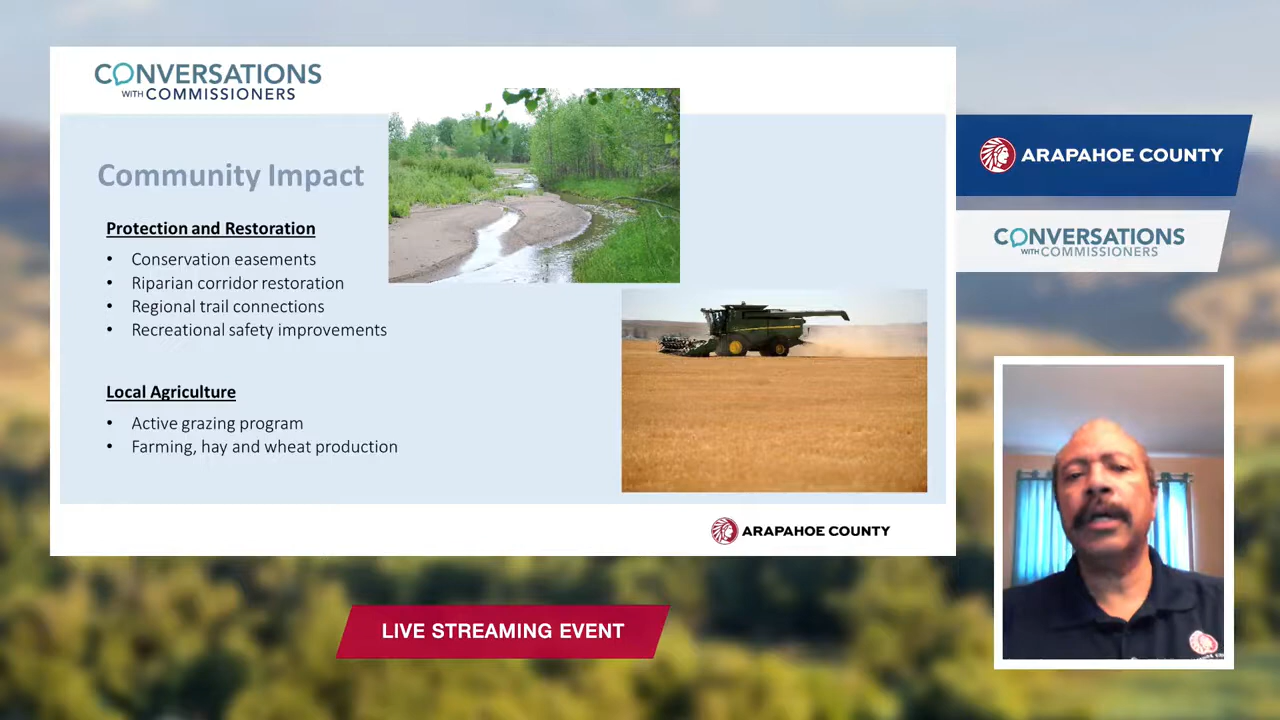 CONVERSATIONS
WITH COMMISSIONERS
Community Impact
Protection and Restoration
• Conservation easements
• Riparian corridor restoration
• Regional trail connections
• Recreational safety improvements
Local Agriculture
• Active grazing program
• Farming, hay and wheat production
ARAPAHOE COUNTY
ARAPAHOE COUNTY
CONVERSATIONS
WITH COMMISSIONERS
LIVE STREAMING EVENT